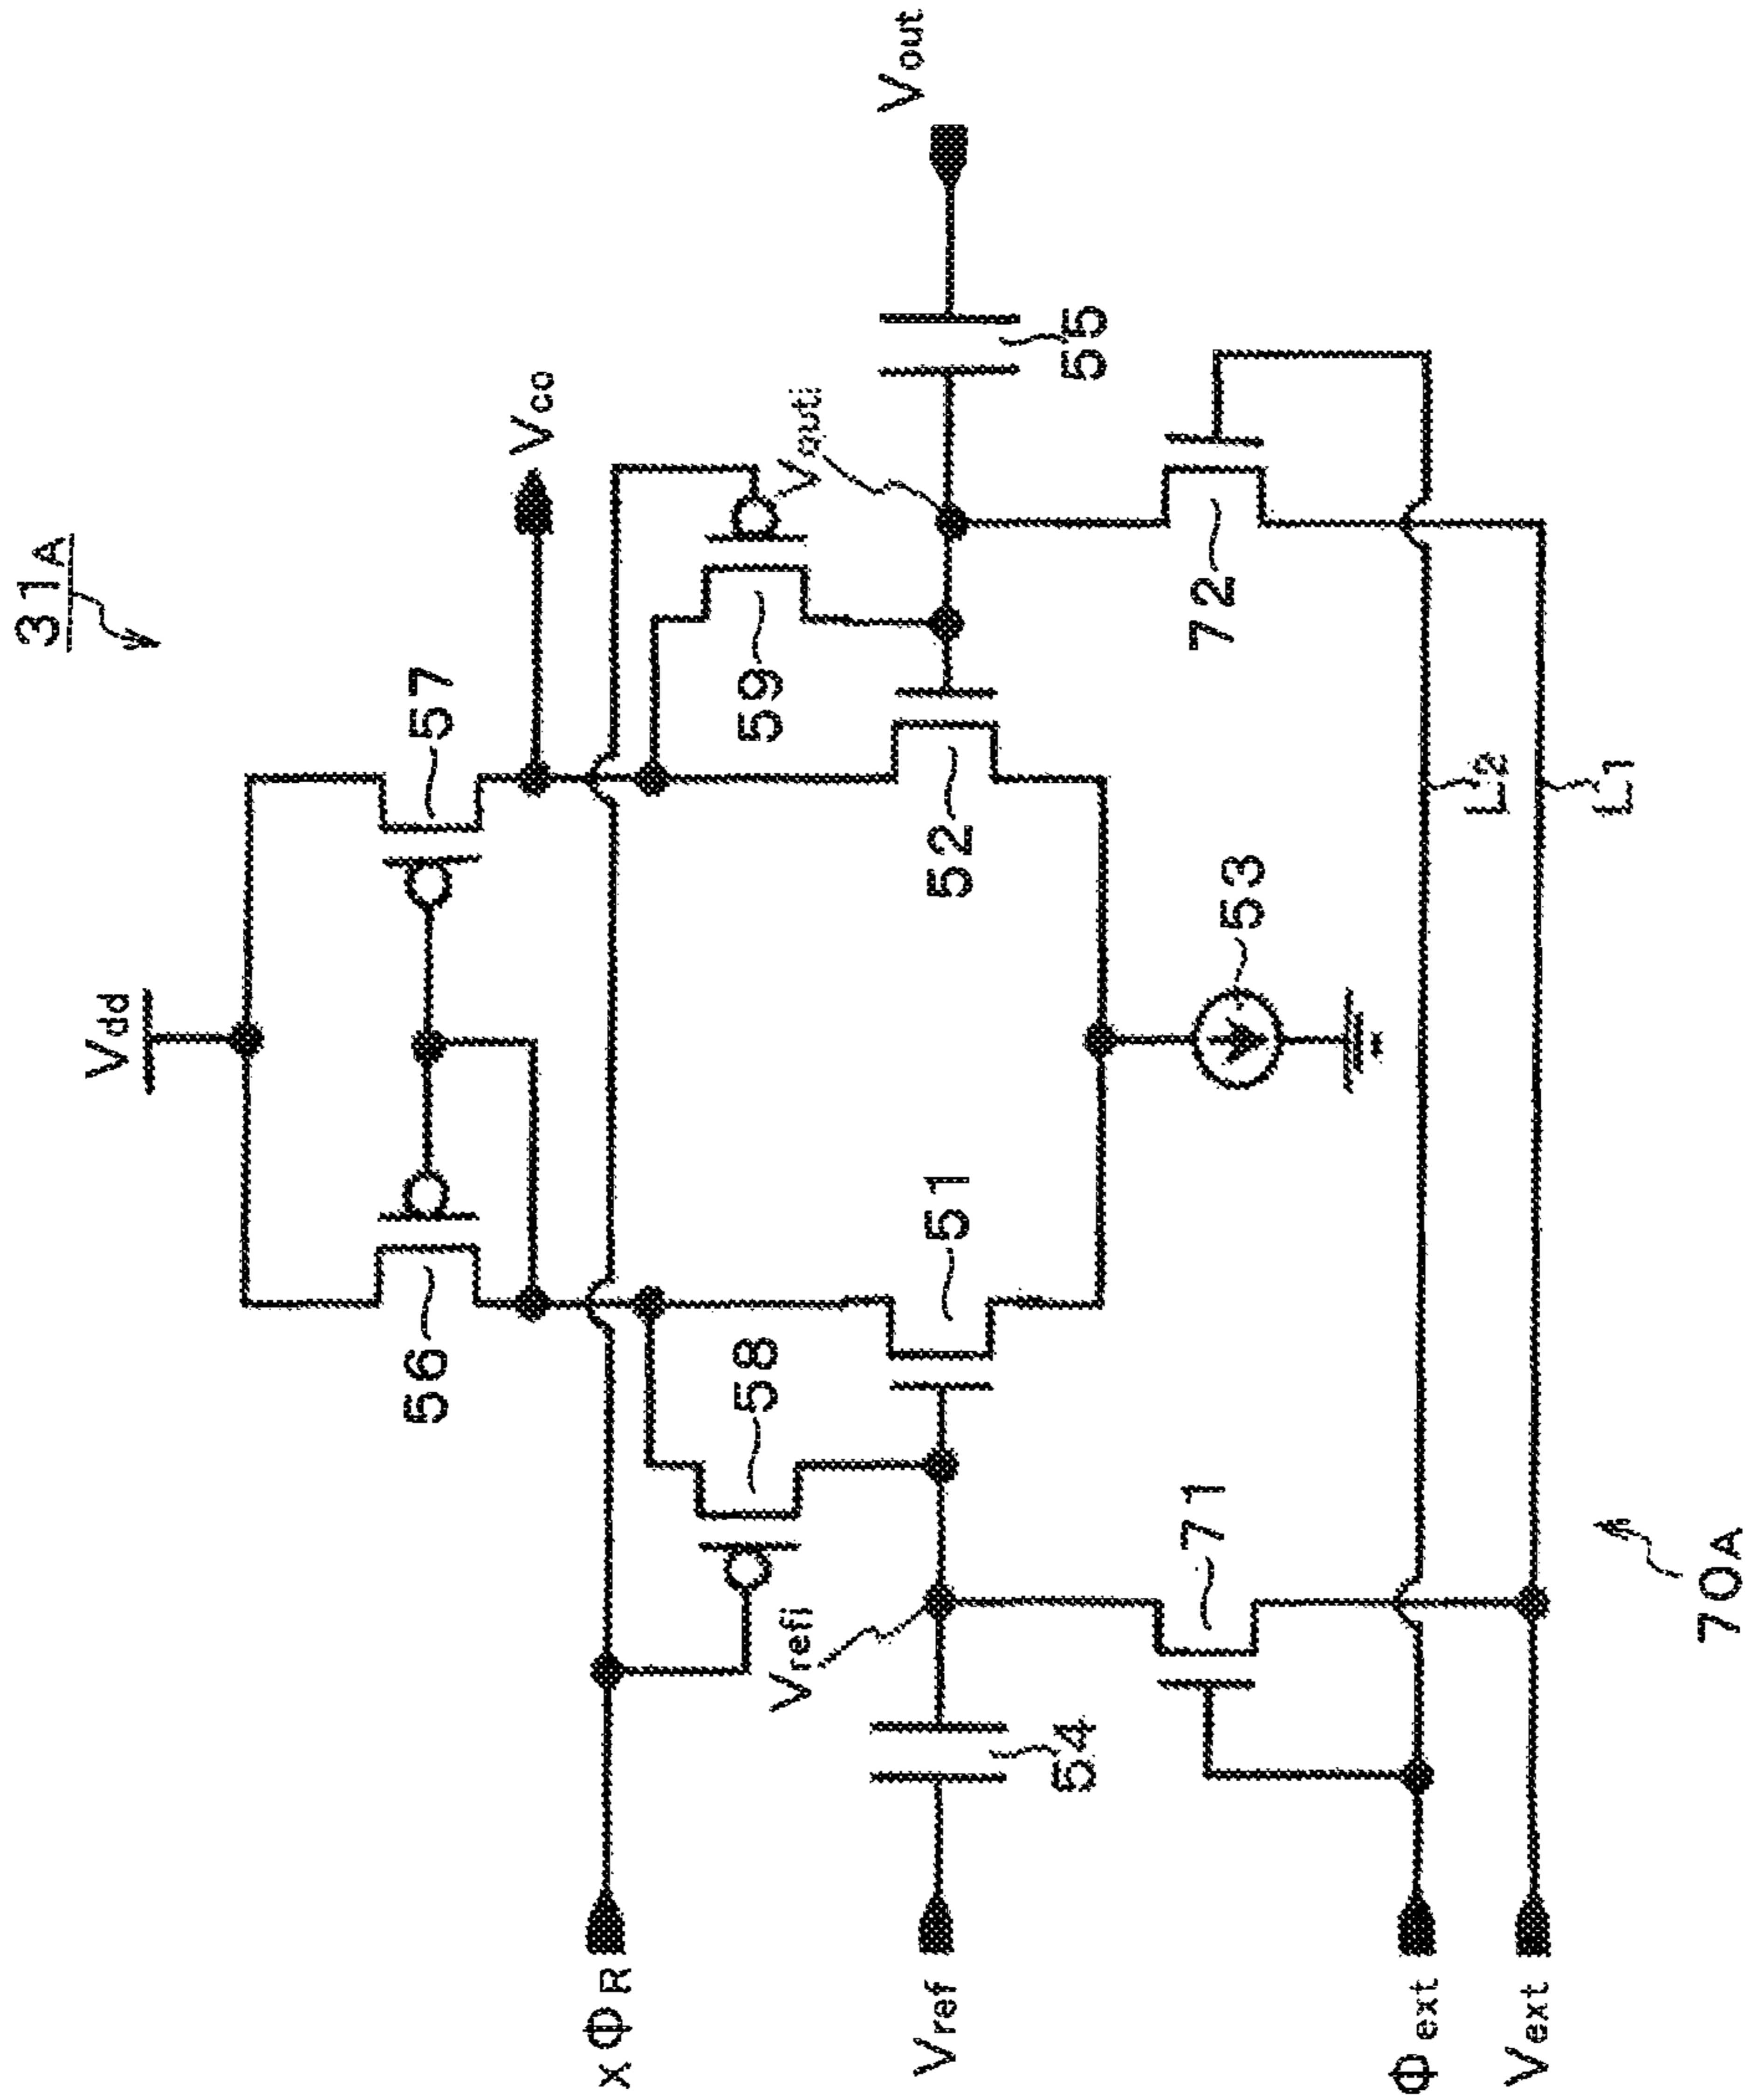 31A
Vdd
56
57
Vco
xΦR
58
59
Vrefi
Vouti
Vref
54
51
52
55
Vout
71
53
72
Φext
L2
Vext
L1
70A